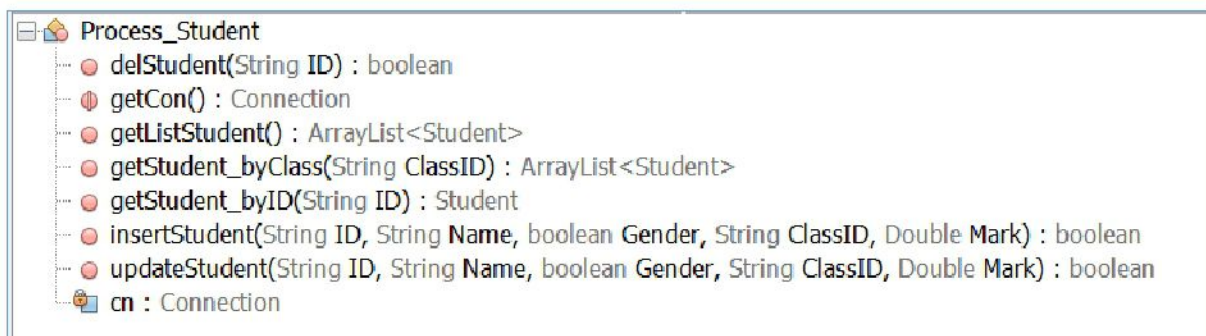 Process_Student
delStudent(String ID) : boolean
getCon() : Connection
getListStudent() : ArrayList<Student>
getStudent_byClass(String ClassID) : ArrayList<Student>
getStudent_byID(String ID) : Student
insertStudent(String ID, String Name, boolean Gender, String ClassID, Double Mark) : boolean
updateStudent(String ID, String Name, boolean Gender, String ClassID, Double Mark) : boolean
cn : Connection